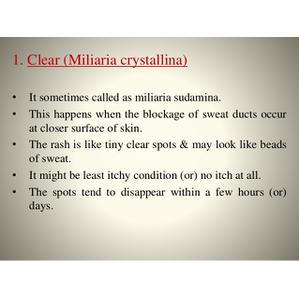 1. Clear (Miliaria crystallina)
• It sometimes called as miliaria sudamina.
• This happens when the blockage of sweat ducts occur
at closer surface of skin.
• The rash is like tiny clear spots & may look like beads
of sweat.
• It might be least itchy condition (or) no itch at all.
• The spots tend to disappear within a few hours (or)
days.